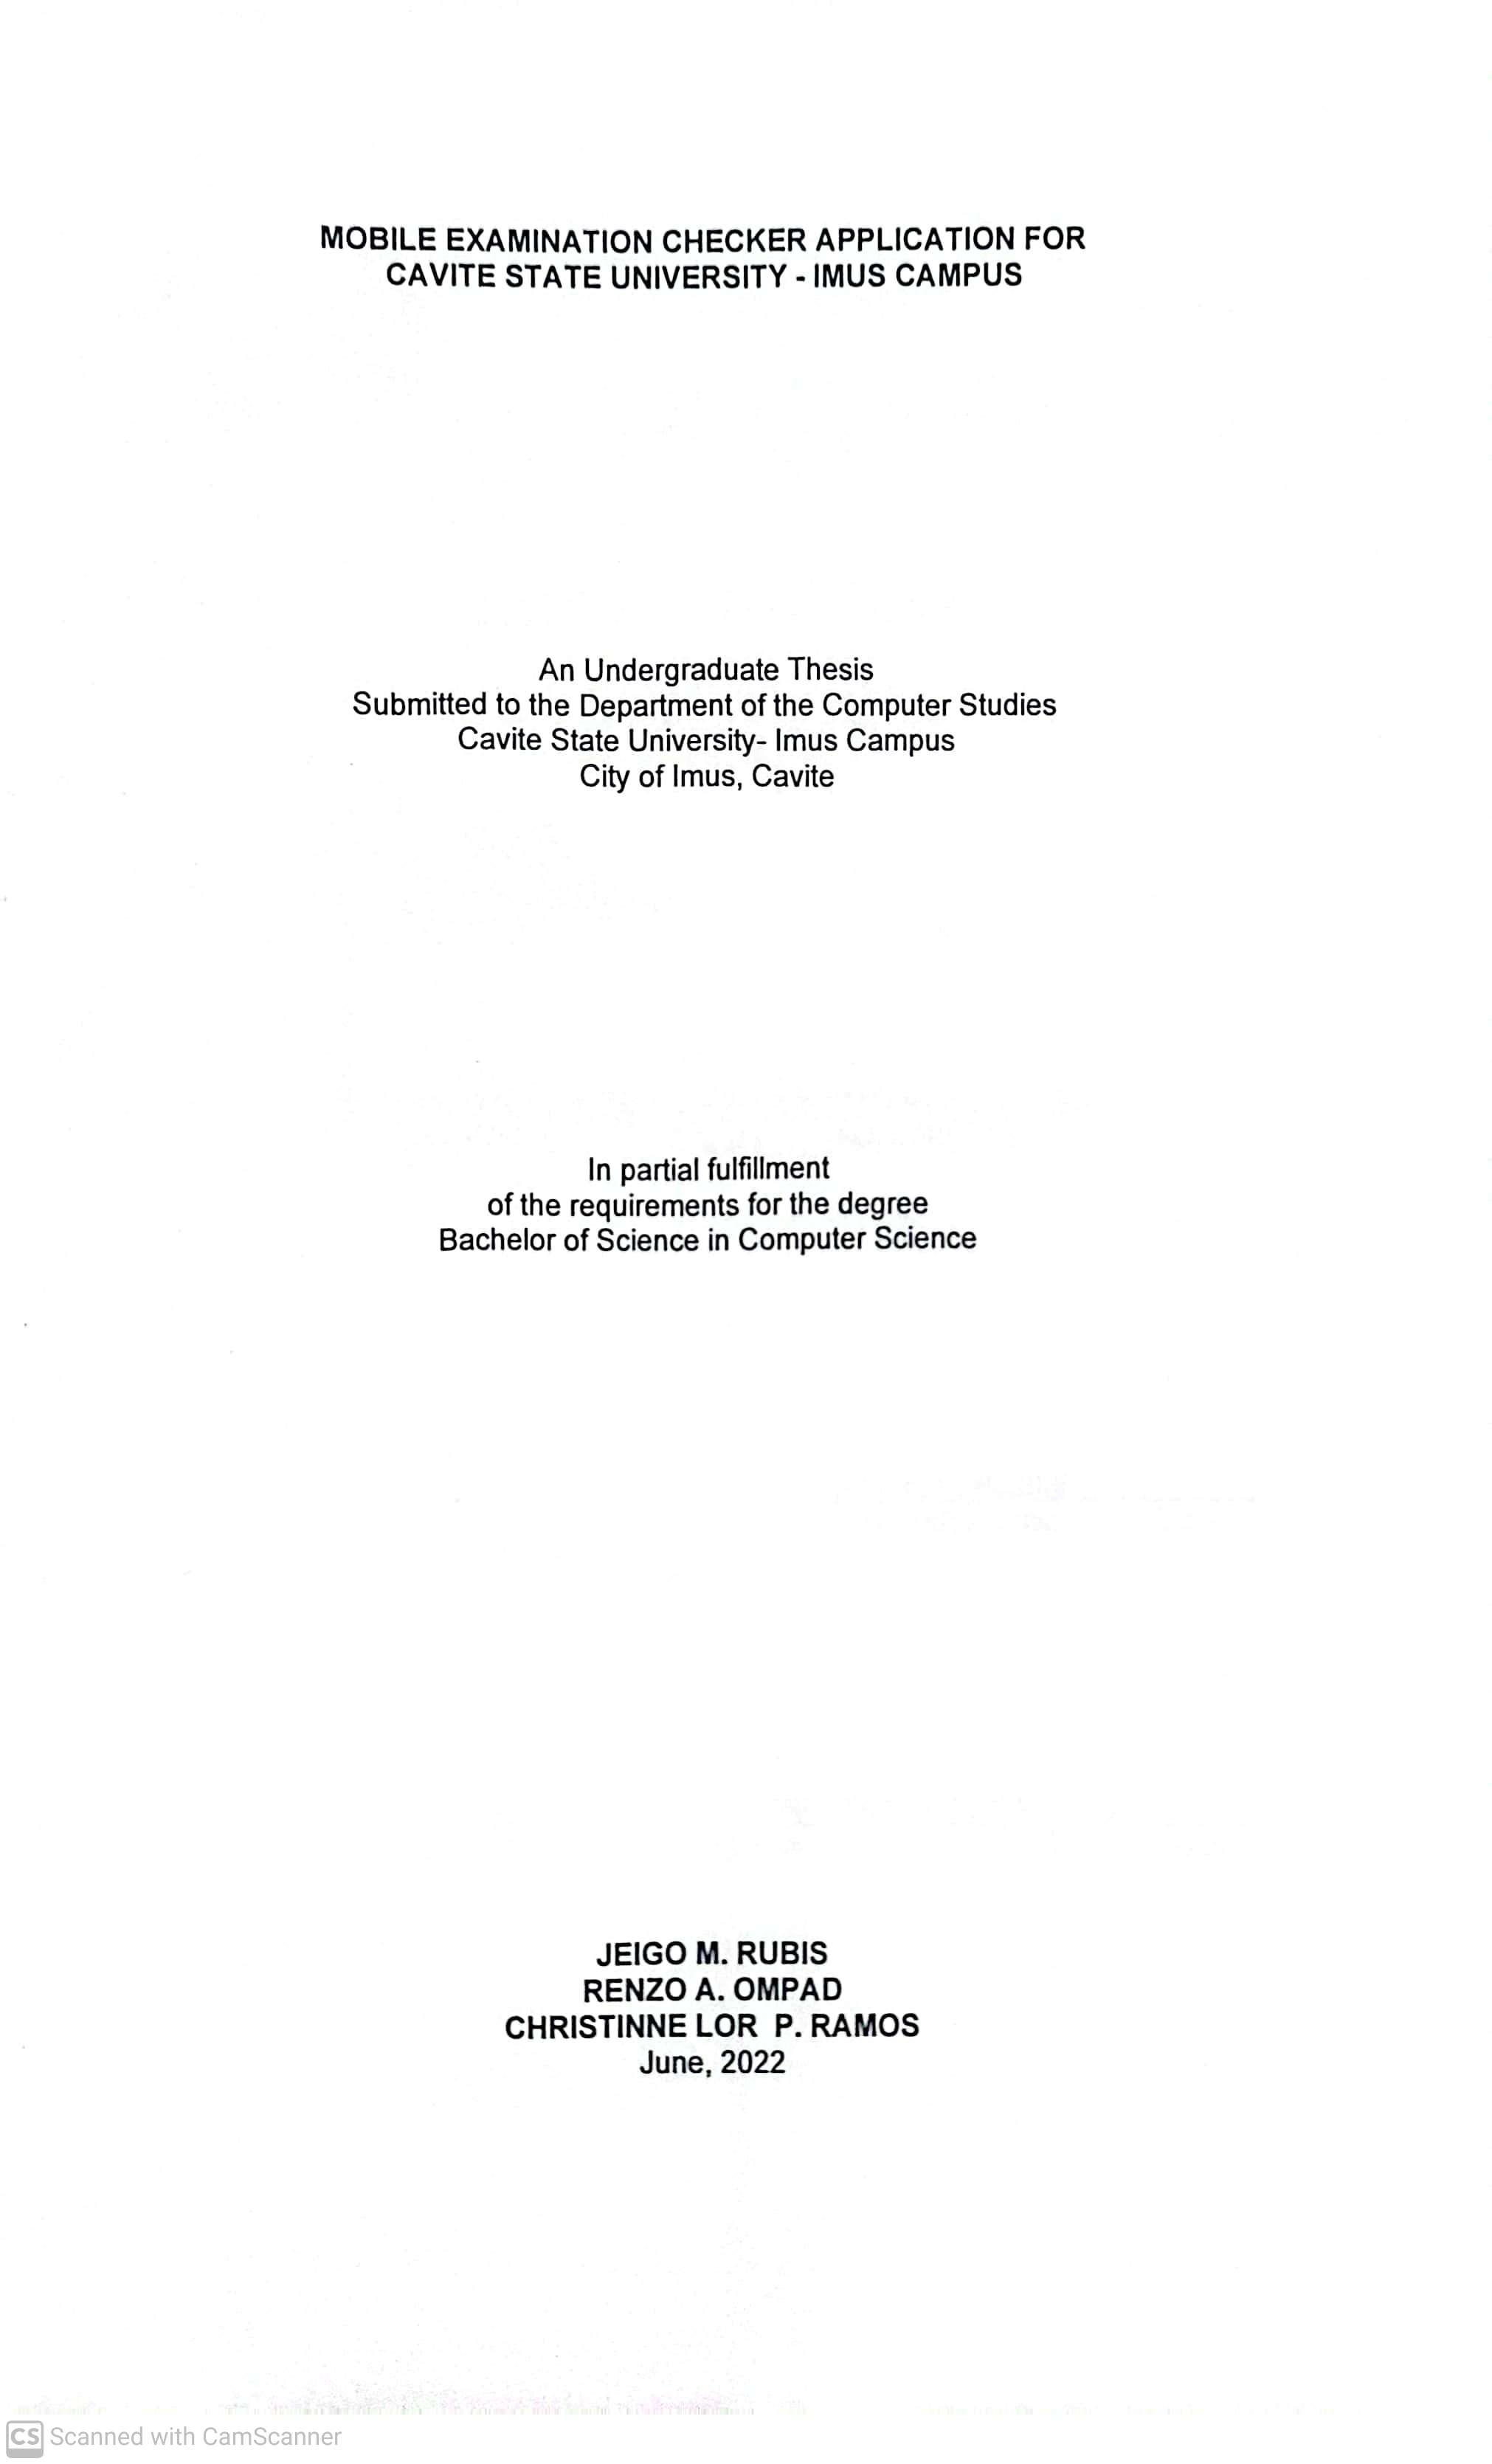 MOBILE EXAMINATION CHECKER APPLICATION FOR
CAVITE STATE UNIVERSITY - IMUS CAMPUS
An Undergraduate Thesis
Submitted to the Department of the Computer Studies
Cavite State University- Imus Campus
City of Imus, Cavite
In partial fulfillment
of the requirements for the degree
Bachelor of Science in Computer Science
JEIGO M. RUBIS
RENZO A. OMPAD
CHRISTINNE LOR P. RAMOS
June, 2022
CS Scanned with CamScanner